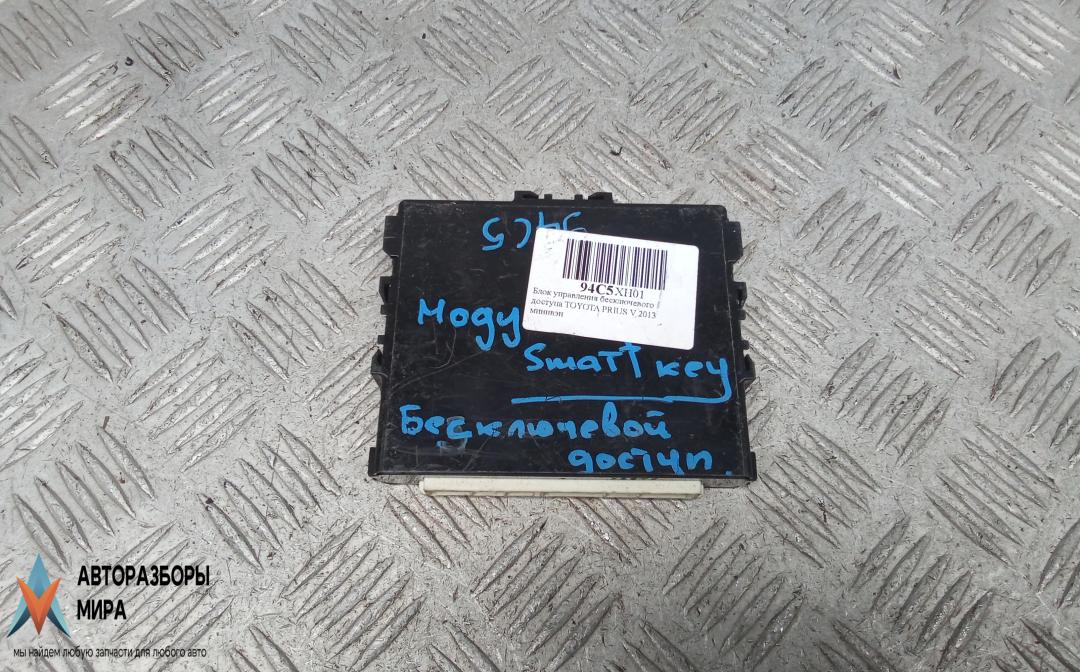 94C5
94C5XH01
Блок управления бесключевого
доступа TOYOTA PRIUS V 2013
минивэн
Моду
Smart key
Бесключевой
доступ.
АВТОРАЗБОРЫ
МИРА
мы найдем любую запчасти для любого авто